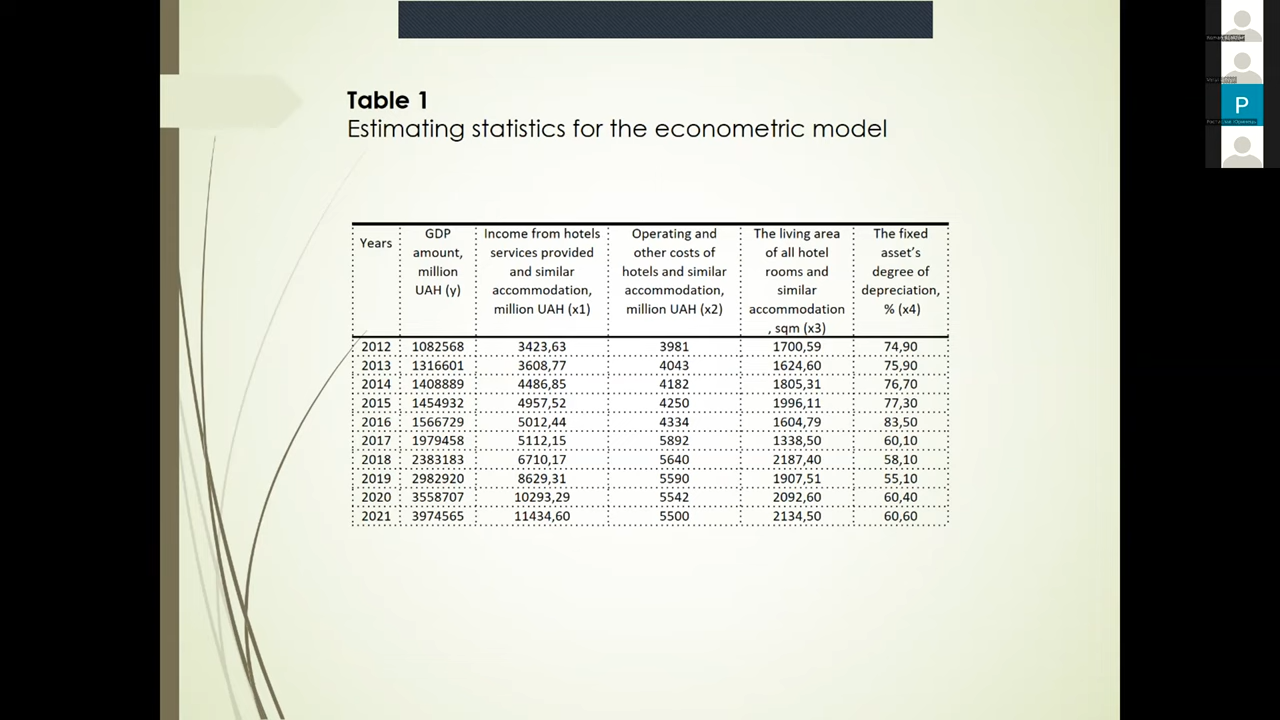 Table 1
Estimating statistics for the econometric model
Years
GDP
amount,
million
UAH (y)
Income from hotels
services provided
and similar
accommodation,
million UAH (x1)
Operating and
other costs of
hotels and similar
accommodation,
million UAH (x2)
The living area
of all hotel
rooms and
similar
accommodation
, sqm (x3)
The fixed
asset's
degree of
depreciation,
% (x4)
2012 1082568 3423,63 3981 1700,59 74,90
2013 1316601 3608,77 4043 1624,60 75,90
2014 1408889 4486,85 4182 1805,31 76,70
2015 1454932 4957,52 4250 1996,11 77,30
2016 1566729 5012,44 4334 1604,79 83,50
2017 1979458 5112,15 5892 1338,50 60,10
2018 2383183 6710,17 5640 2187,40 58,10
2019 2982920 8629,31 5590 1907,51 55,10
2020 3558707 10293,29 5542 2092,60 60,40
2021 3974565 11434,60 5500 2134,50 60,60
P